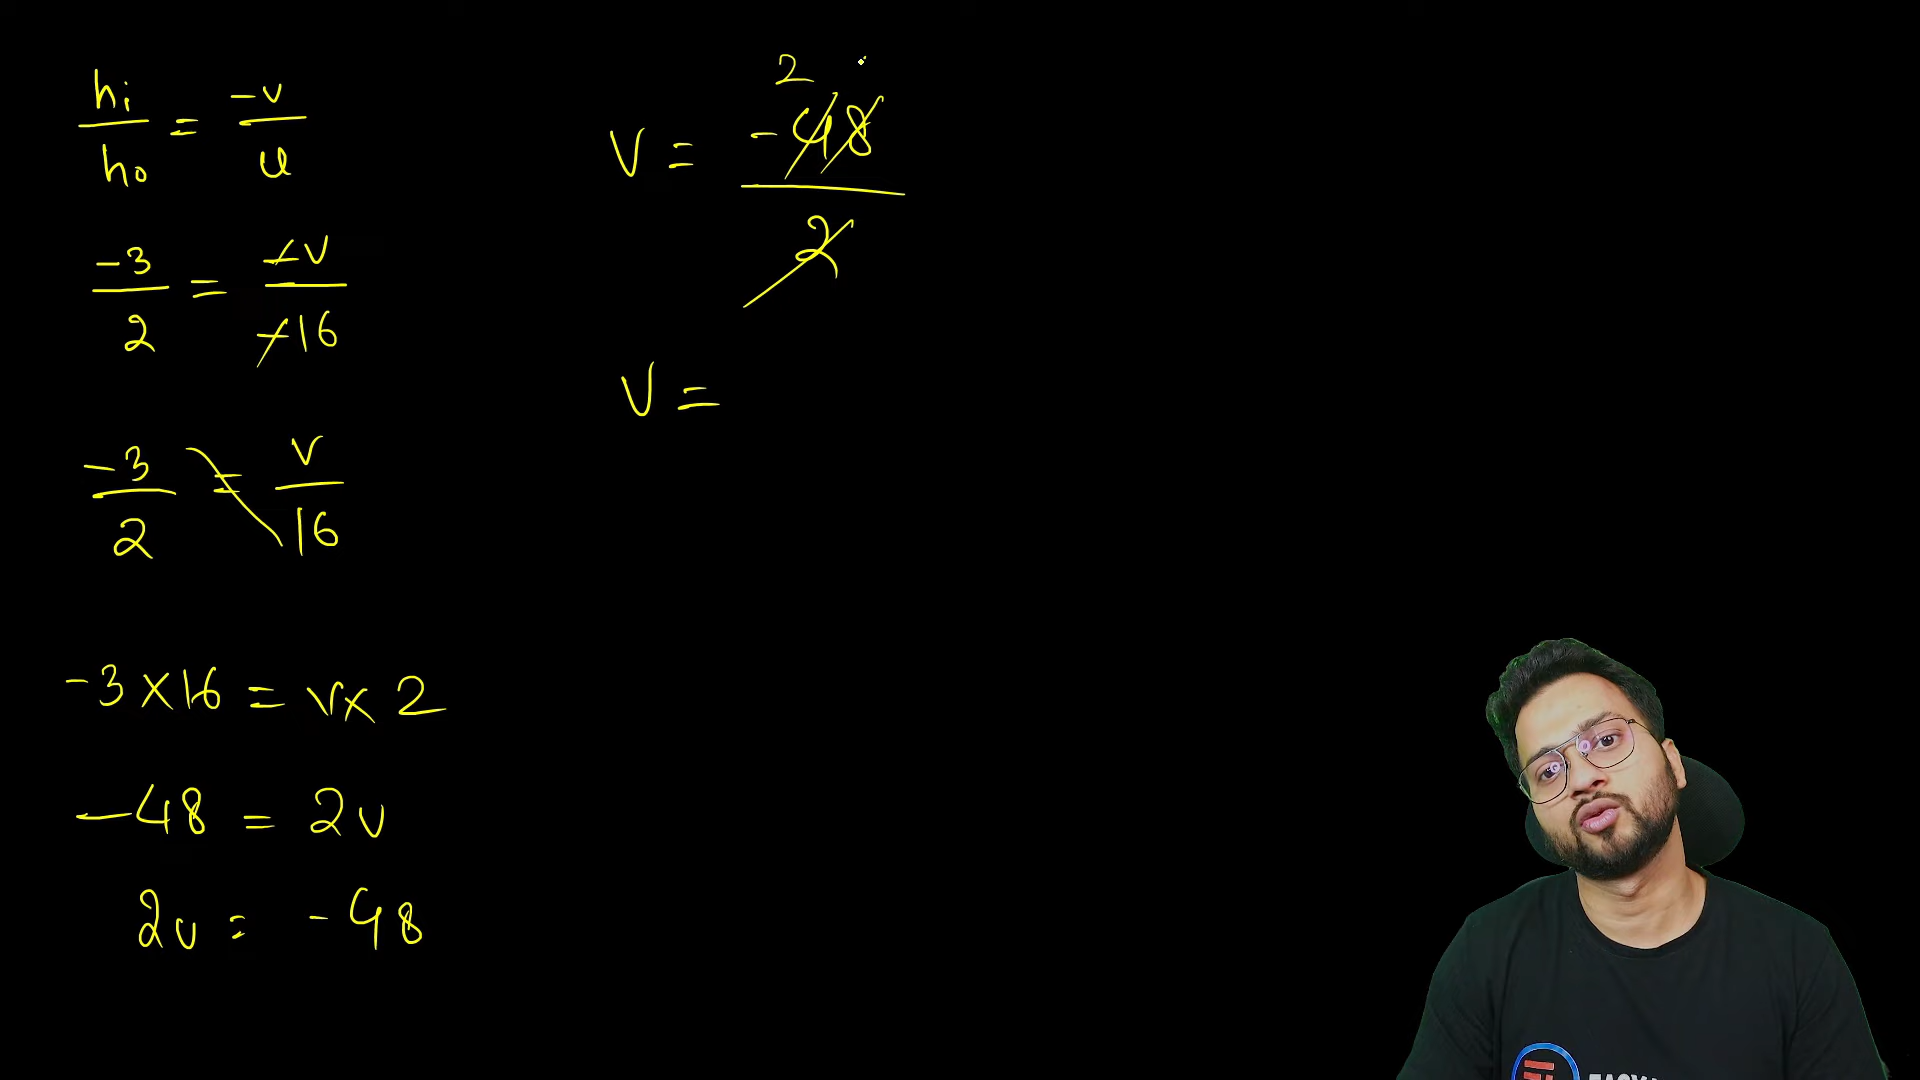 hi/ho = -v/u
-3/2 = -v/-16
-3/2 = v/16
-3 × 16 = v × 2
-48 = 2v
2v = -48
2
V = -48/2
V =